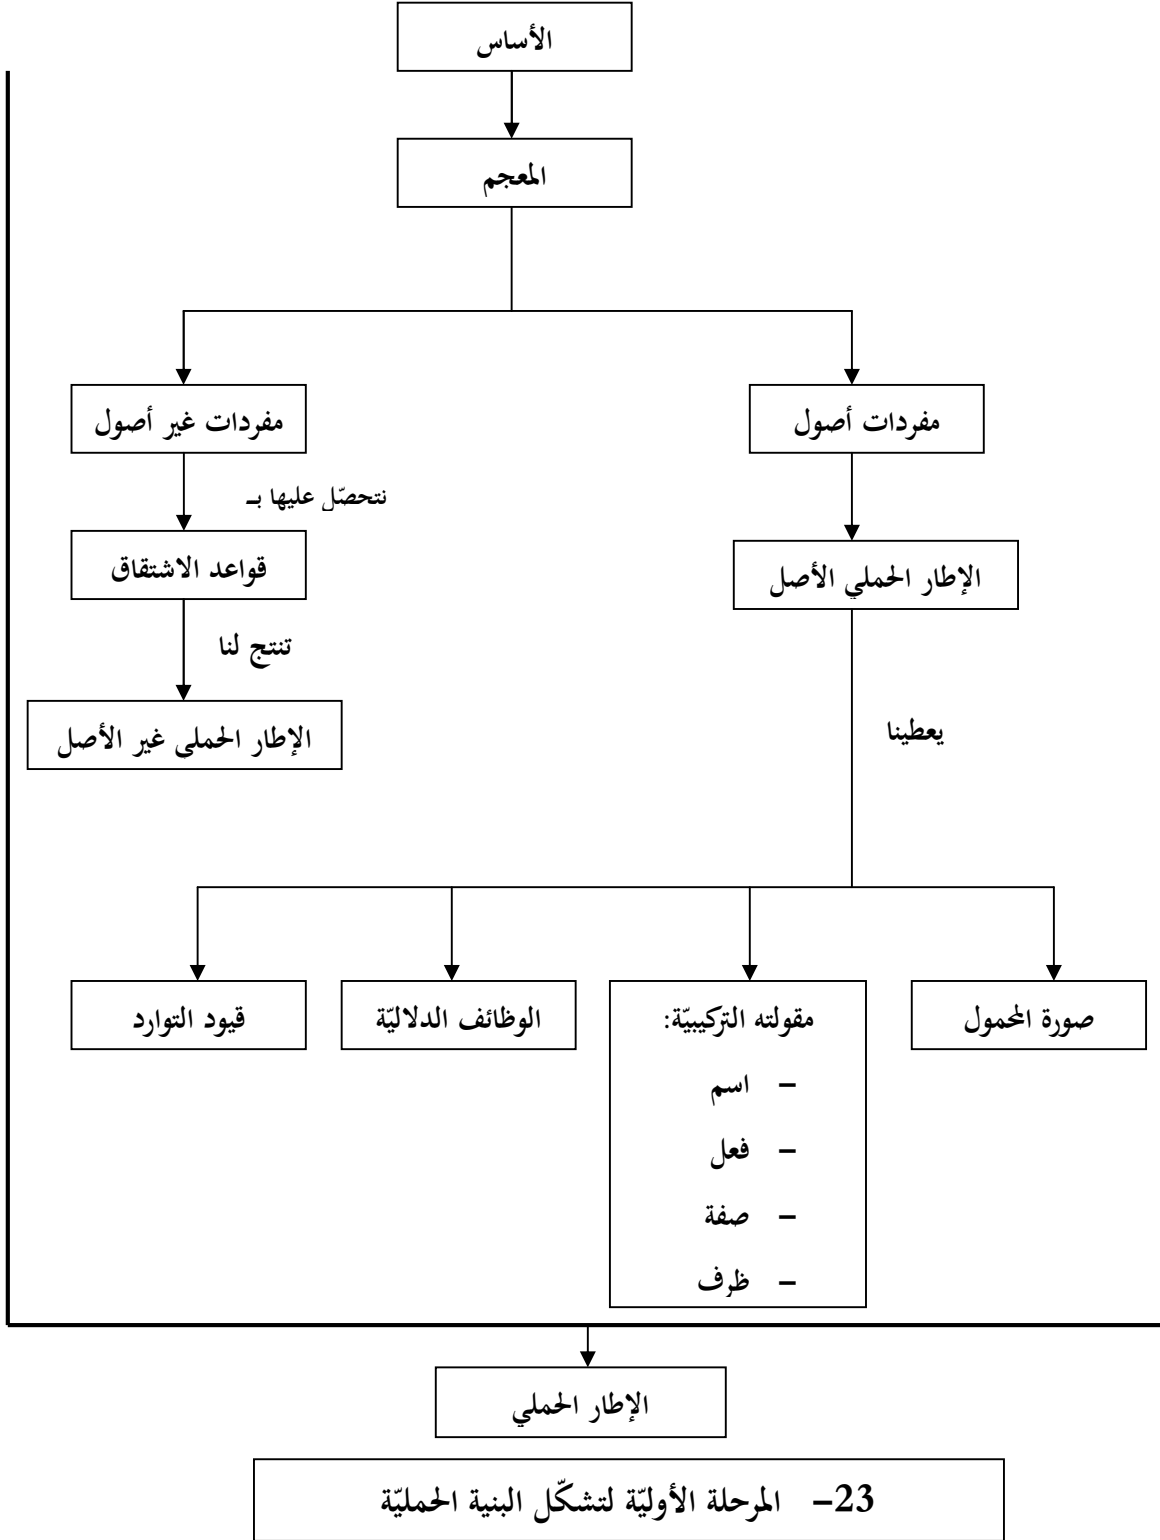 الأساس
المعجم
مفردات أصول
مفردات غير أصول
نتحصّل عليها بـ
قواعد الاشتقاق
الإطار الحملي الأصل
تنتج لنا
الإطار الحملي غير الأصل
يعطينا
صورة المحمول
مقولته التركيبيّة:
– اسم
– فعل
– صفة
– ظرف
الوظائف الدلاليّة
قيود التوارد
الإطار الحملي
23– المرحلة الأوليّة لتشكّل البنية الحمليّة